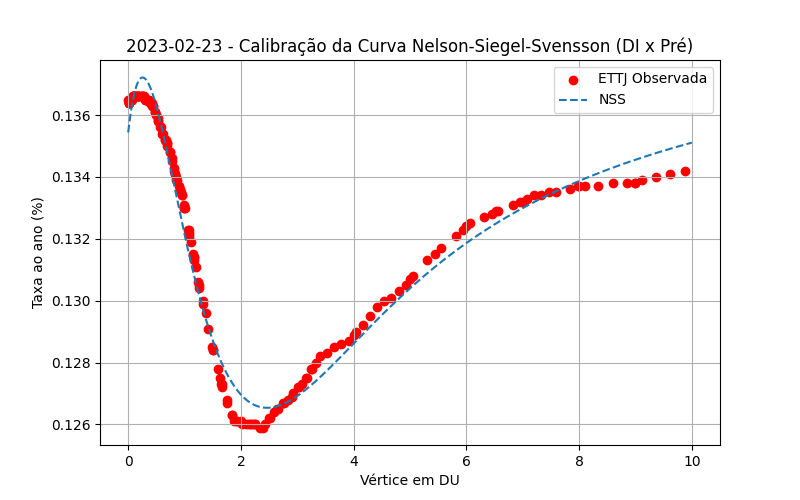 2023-02-23 - Calibração da Curva Nelson-Siegel-Svensson (DI x Pré)
ETTJ Observada
NSS
Taxa ao ano (%)
0.136
0.134
0.132
0.130
0.128
0.126
0 2 4 6 8 10
Vértice em DU